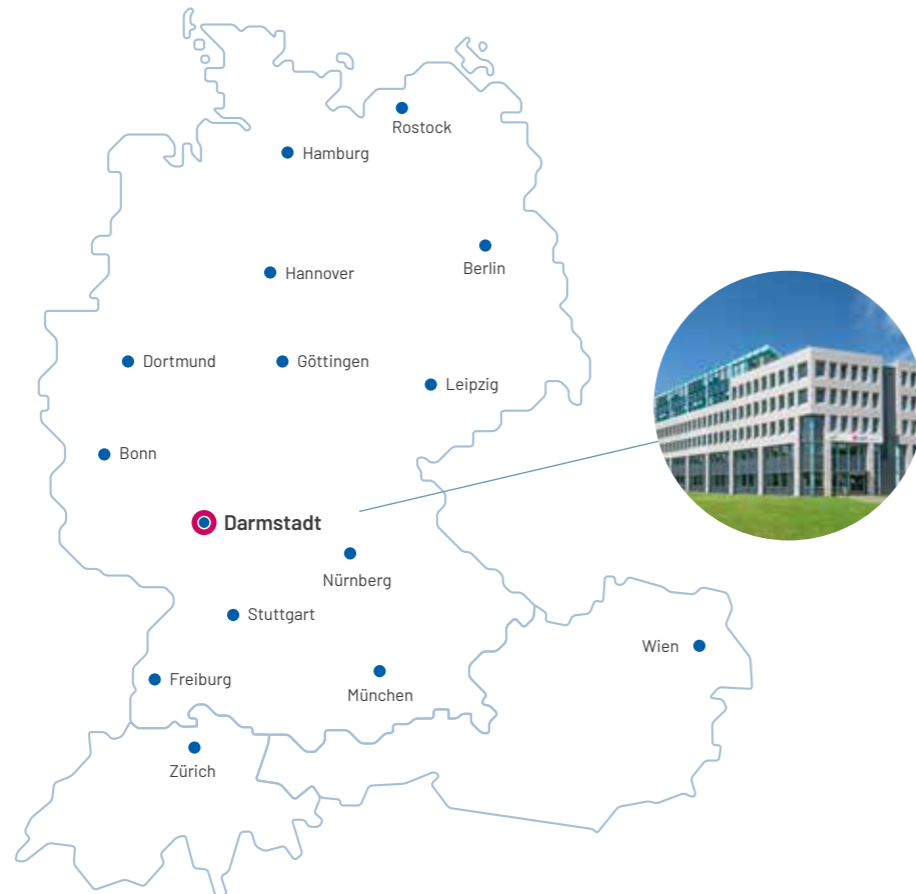 Rostock
Hamburg
Berlin
Hannover
Dortmund
Göttingen
Leipzig
Bonn
Darmstadt
Nürnberg
Stuttgart
Wien
Freiburg
München
Zürich